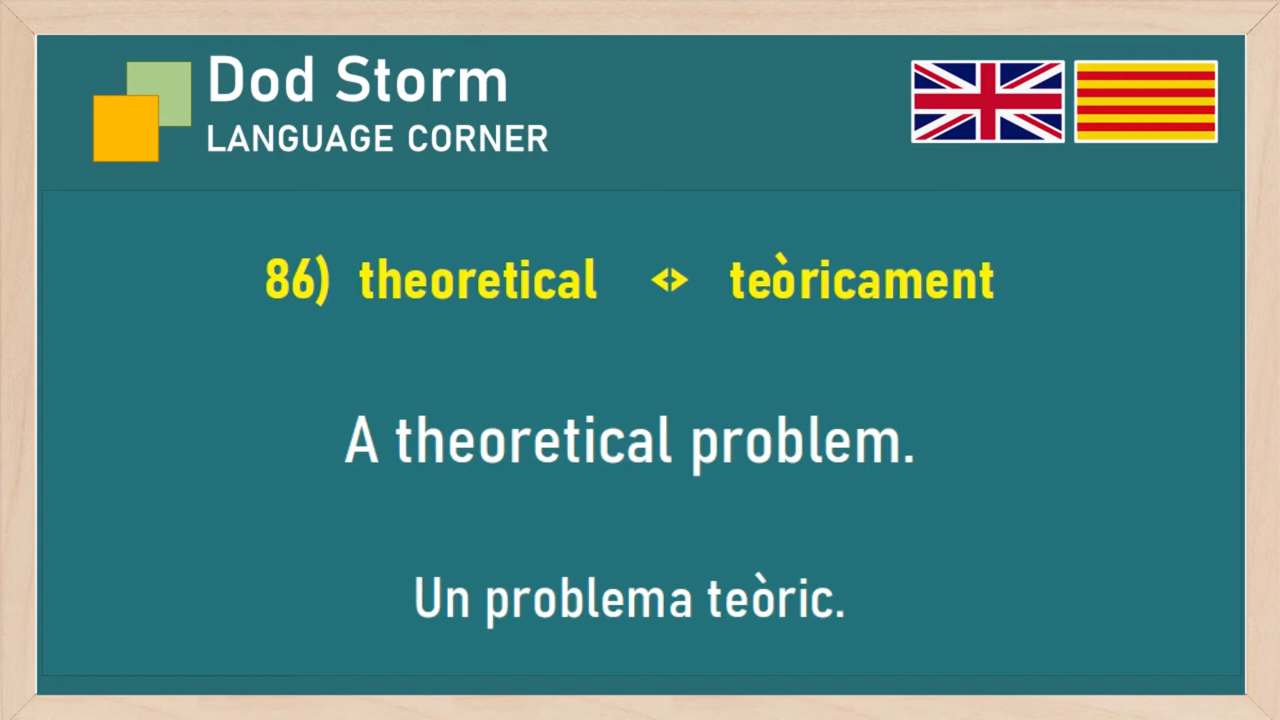 Dod Storm
LANGUAGE CORNER
86) theoretical <> teòricament
A theoretical problem.
Un problema teòric.